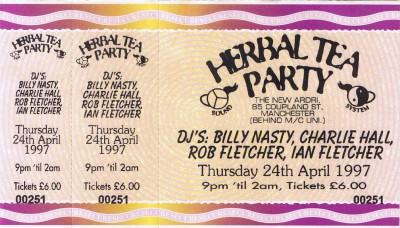 HERBAL TEA
PARTY
DJ'S:
BILLY NASTY,
CHARLIE HALL,
ROB FLETCHER,
IAN FLETCHER
Thursday
24th April
1997
9pm 'til 2am
Tickets £6.00
00251
HERBAL TEA
PARTY
DJ'S:
BILLY NASTY,
CHARLIE HALL,
ROB FLETCHER,
IAN FLETCHER
Thursday
24th April
1997
9pm 'til 2am
Tickets £6.00
00251
HERBAL TEA
PARTY
SOUND
SYSTEM
THE NEW ARDRI,
85 COUPLAND ST,
MANCHESTER
(BEHIND M/C UNI.)
DJ'S: BILLY NASTY, CHARLIE HALL,
ROB FLETCHER, IAN FLETCHER
Thursday 24th April 1997
9pm 'til 2am, Tickets £6.00
00251